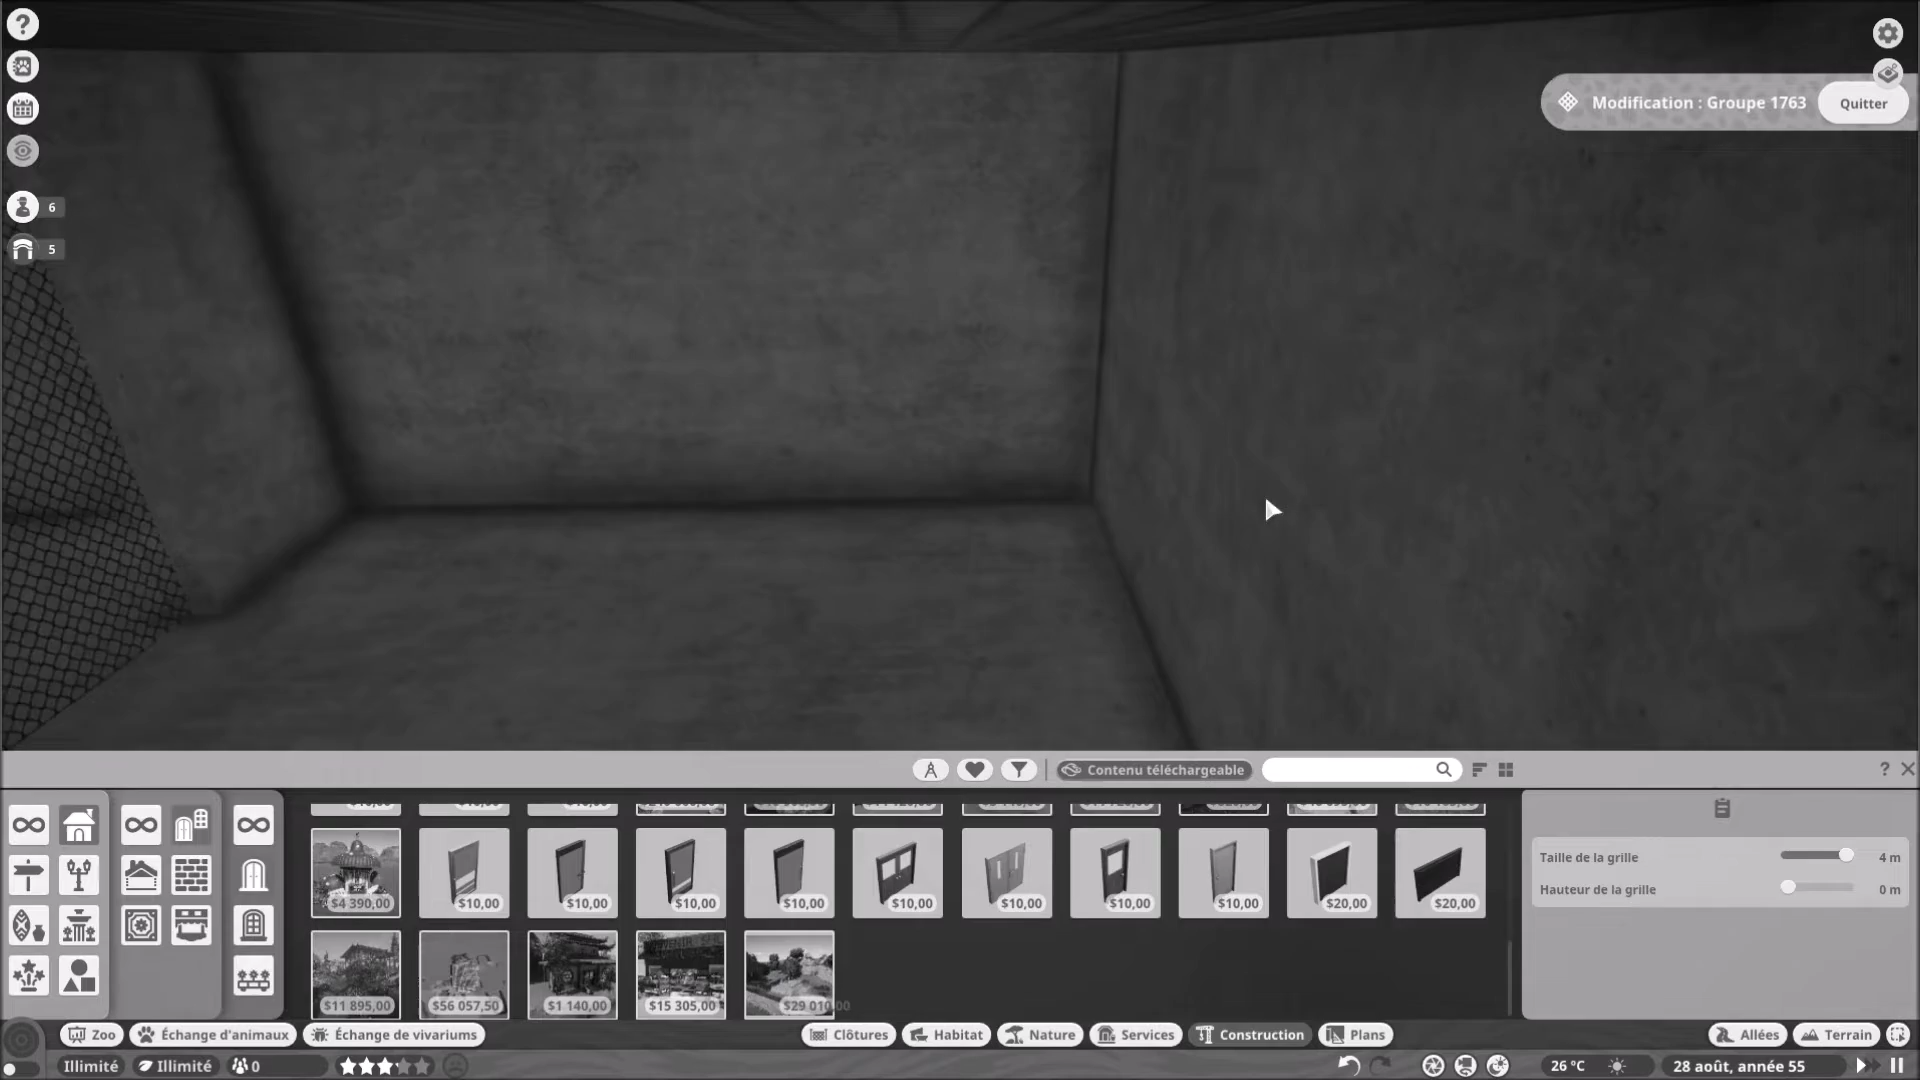 ?
Modification : Groupe 1763
Quitter
6
5
Contenu téléchargeable
?
$4 390,00
$10,00
$10,00
$10,00
$10,00
$10,00
$10,00
$10,00
$10,00
$20,00
$20,00
$11 895,00
$56 057,50
$1 140,00
$15 305,00
$29 010,00
Taille de la grille
4 m
Hauteur de la grille
0 m
Zoo
Échange d'animaux
Échange de vivariums
Clôtures
Habitat
Nature
Services
Construction
Plans
Allées
Terrain
Illimité
Illimité
0
26 °C
28 août, année 55